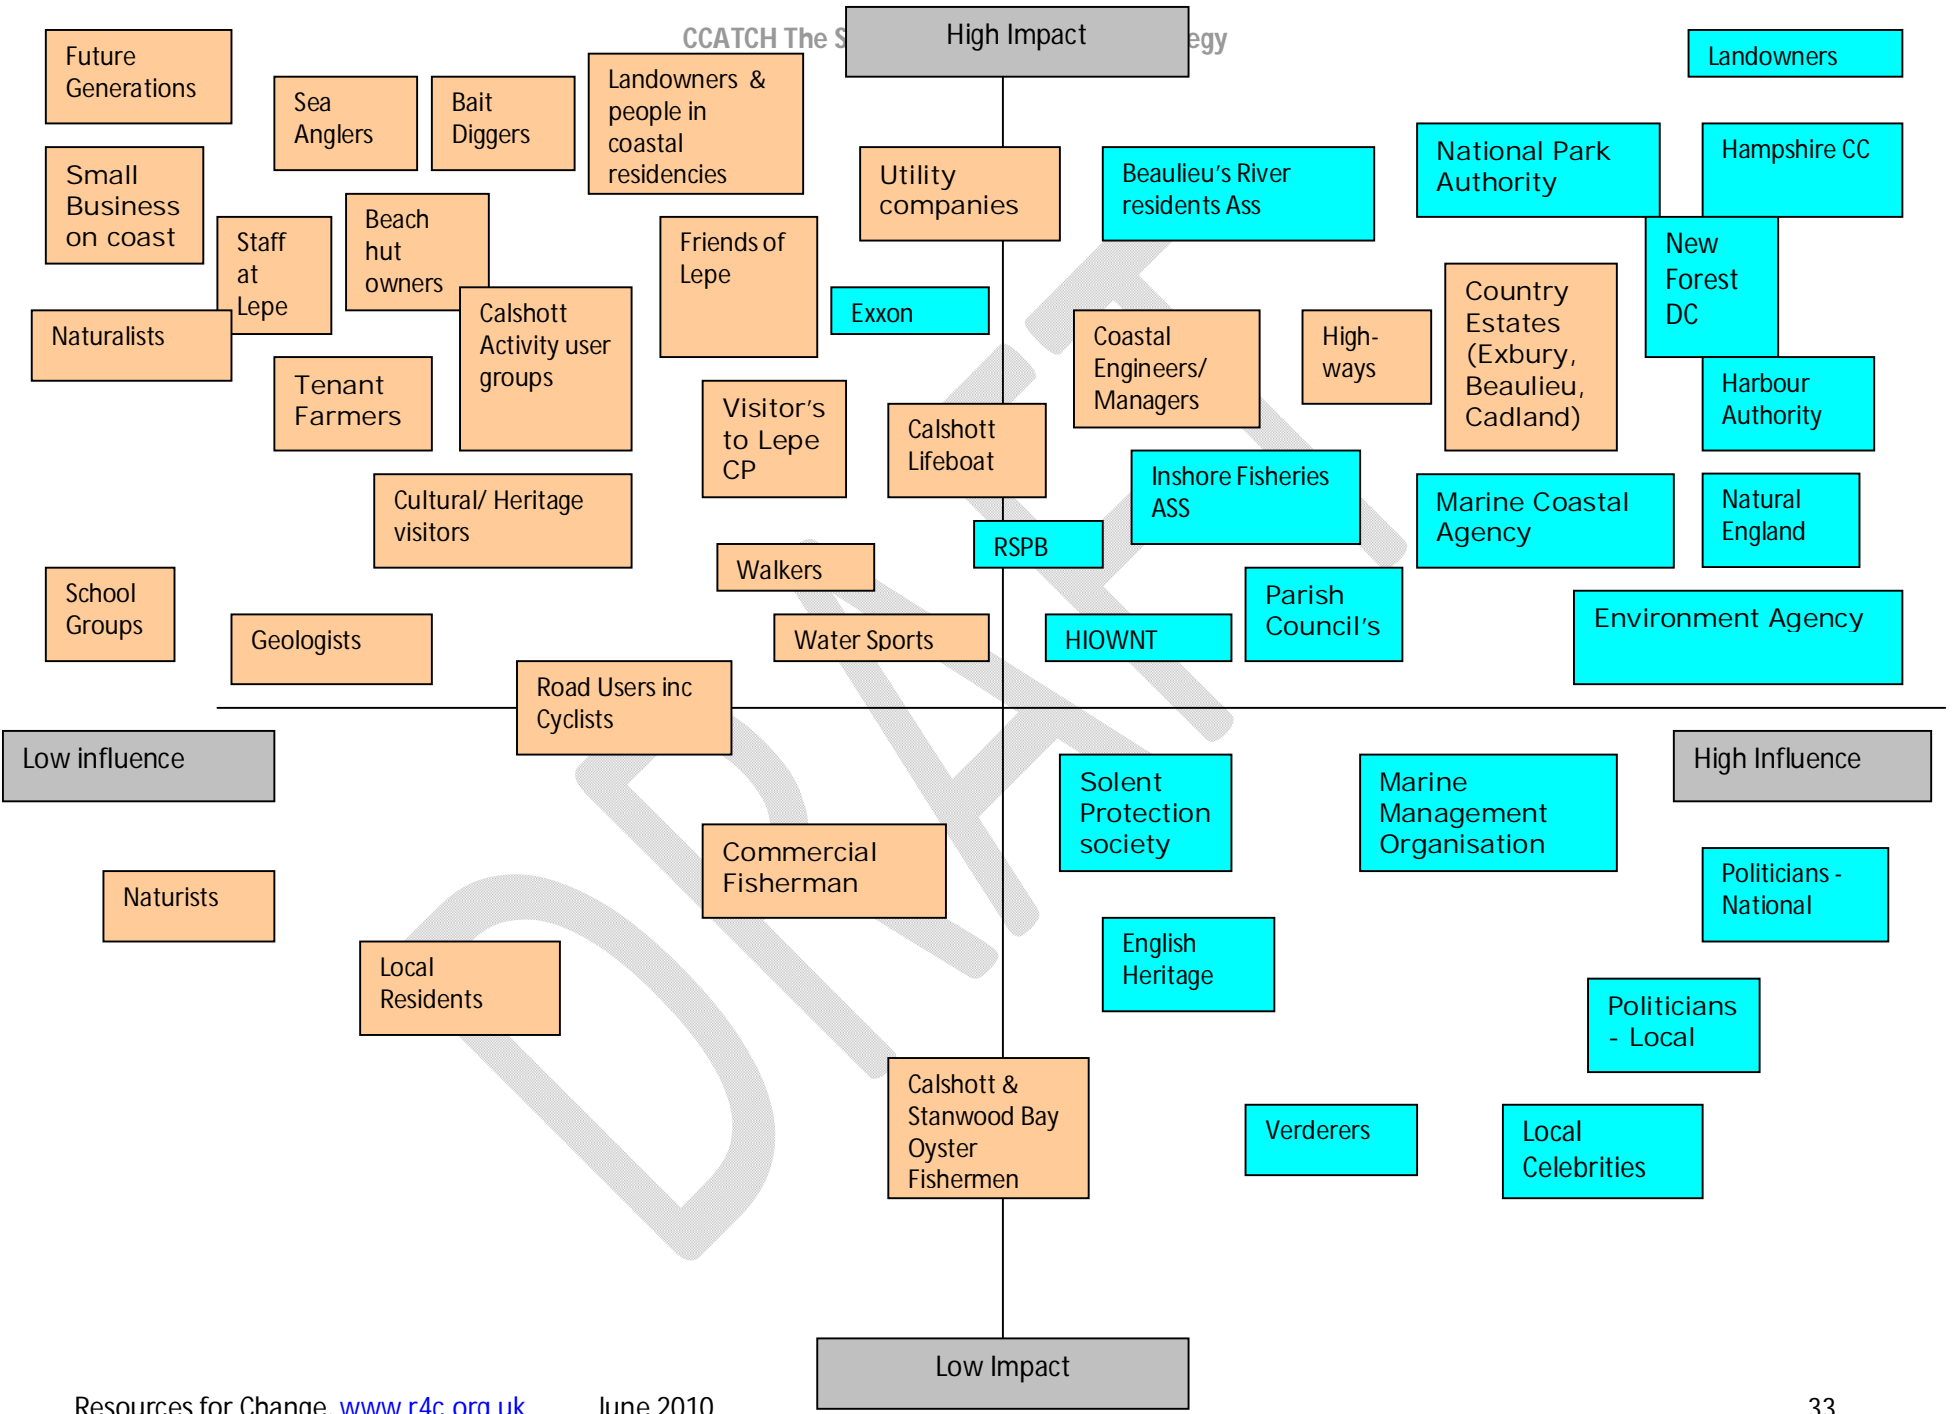 CCATCH The S
egy
High Impact
Future
Generations
Sea
Anglers
Bait
Diggers
Landowners &
people in
coastal
residencies
Landowners
Small
Business
on coast
Utility
companies
Beaulieu's River
residents Ass
National Park
Authority
Hampshire CC
Staff
at
Lepe
Beach
hut
owners
Friends of
Lepe
New
Forest
DC
Naturalists
Calshott
Activity user
groups
Exxon
Coastal
Engineers/
Managers
High-
ways
Country
Estates
(Exbury,
Beaulieu,
Cadland)
Tenant
Farmers
Visitor's
to Lepe
CP
Calshott
Lifeboat
Harbour
Authority
Cultural/ Heritage
visitors
Inshore Fisheries
ASS
Marine Coastal
Agency
Natural
England
RSPB
Walkers
School
Groups
Geologists
Water Sports
HIOWNT
Parish
Council's
Environment Agency
Road Users inc
Cyclists
Low influence
High Influence
Solent
Protection
society
Marine
Management
Organisation
Commercial
Fisherman
Politicians -
National
Naturists
Local
Residents
English
Heritage
Politicians
- Local
Calshott &
Stanwood Bay
Oyster
Fishermen
Verderers
Local
Celebrities
Low Impact
DRAFT
Resources for Change, www.r4c.org.uk June 2010 33